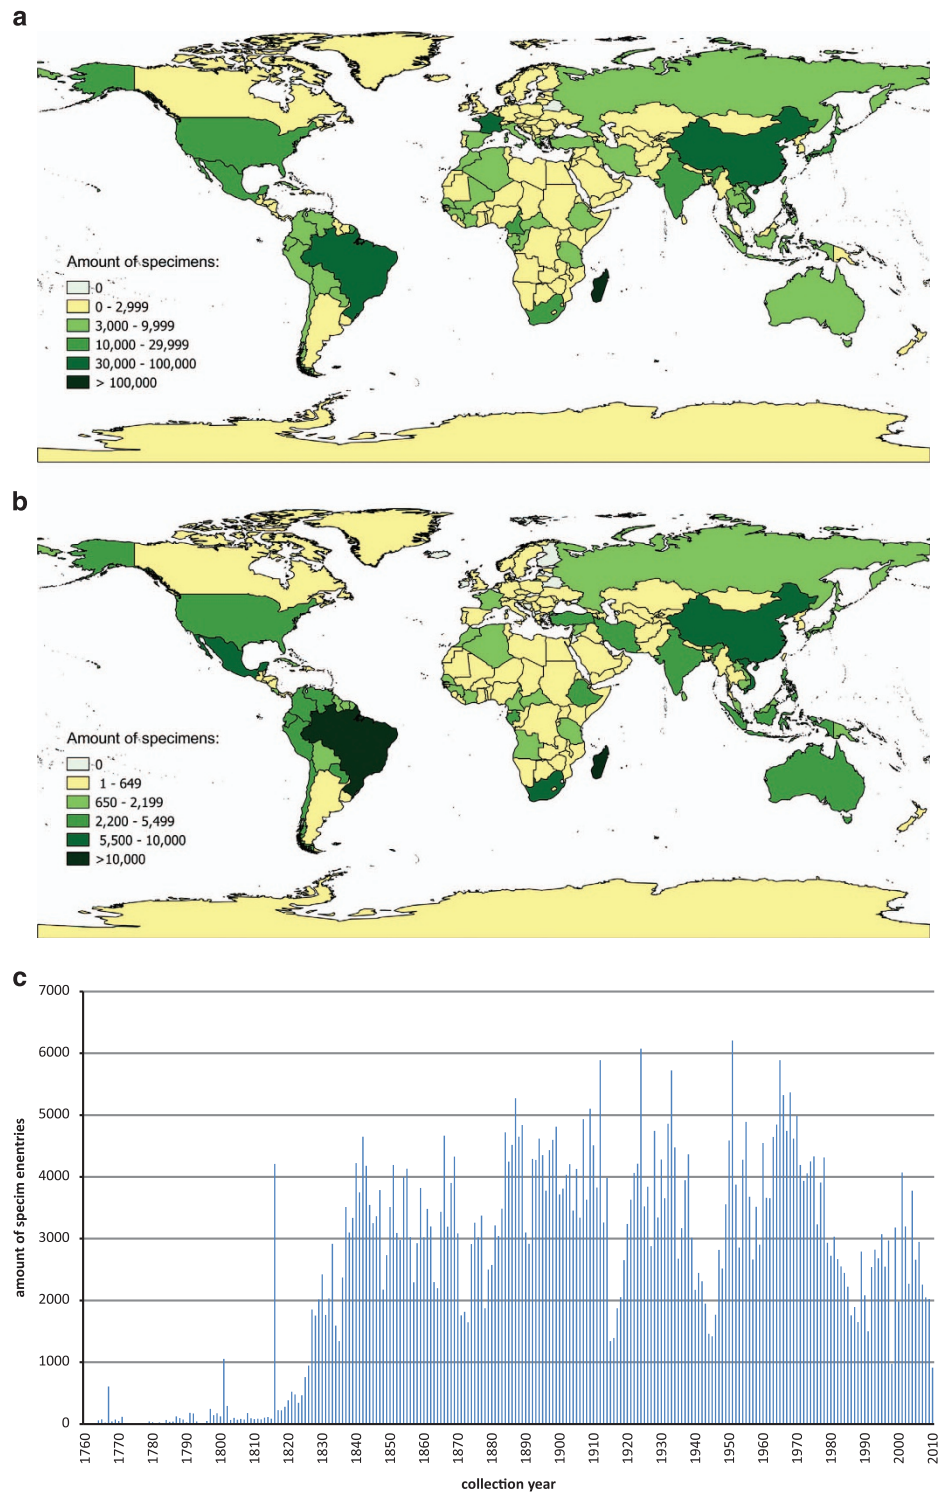 a
Amount of specimens:
0
0 - 2,999
3,000 - 9,999
10,000 - 29,999
30,000 - 100,000
> 100,000
b
Amount of specimens:
0
1 - 649
650 - 2,199
2,200 - 5,499
5,500 - 10,000
>10,000
c
7000
6000
5000
4000
3000
2000
1000
0
amount of specim enentries
1760 1770 1780 1790 1800 1810 1820 1830 1840 1850 1860 1870 1880 1890 1900 1910 1920 1930 1940 1950 1960 1970 1980 1990 2000 2010
collection year